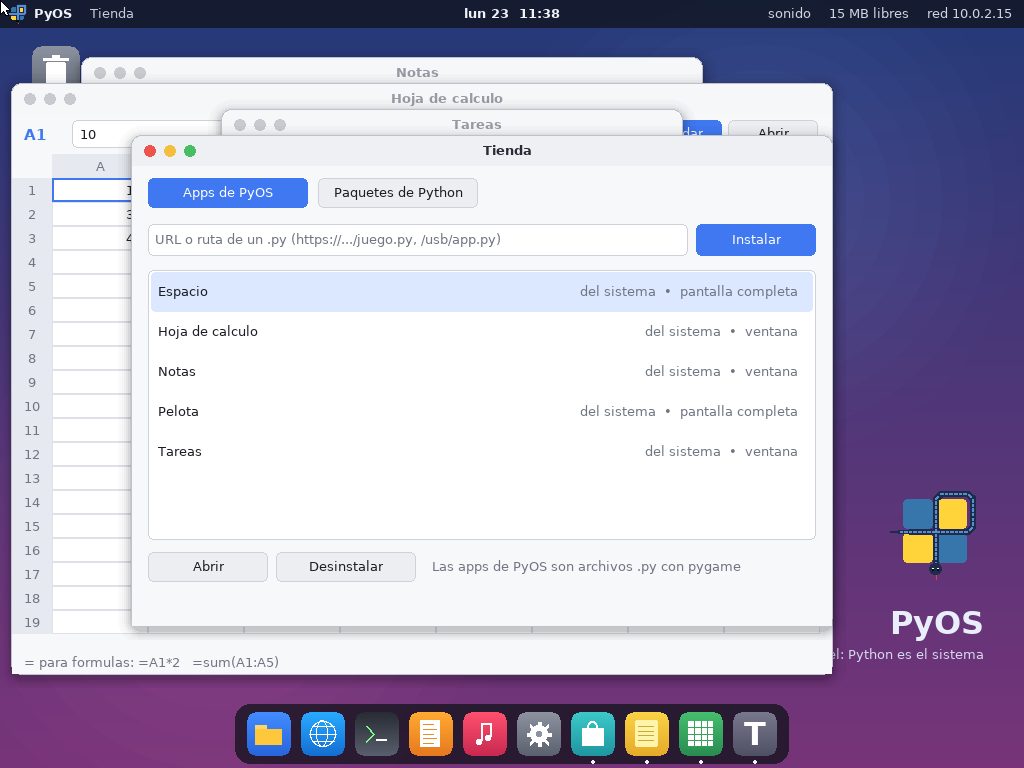 PyOS Tienda lun 23 11:38 sonido 15 MB libres red 10.0.2.15
Notas
Hoja de calculo
A1 10 Abrir
Tareas
Tienda
A
Apps de PyOS Paquetes de Python
URL o ruta de un .py (https://.../juego.py, /usb/app.py) Instalar
Espacio del sistema • pantalla completa
Hoja de calculo del sistema • ventana
Notas del sistema • ventana
Pelota del sistema • pantalla completa
Tareas del sistema • ventana
Abrir Desinstalar Las apps de PyOS son archivos .py con pygame
1
2
3
4
5
6
7
8
9
10
11
12
13
14
15
16
17
18
19
= para formulas: =A1*2 =sum(A1:A5)
PyOS
Python es el sistema
T